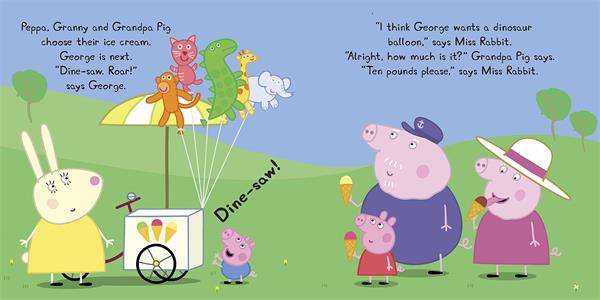 Peppa, Granny and Grandpa Pig
choose their ice cream.
George is next.
"Dine-saw. Roar!"
says George.
Dine-saw!
"I think George wants a dinosaur
balloon," says Miss Rabbit.
"Alright, how much is it?" Grandpa Pig says.
"Ten pounds please," says Miss Rabbit.